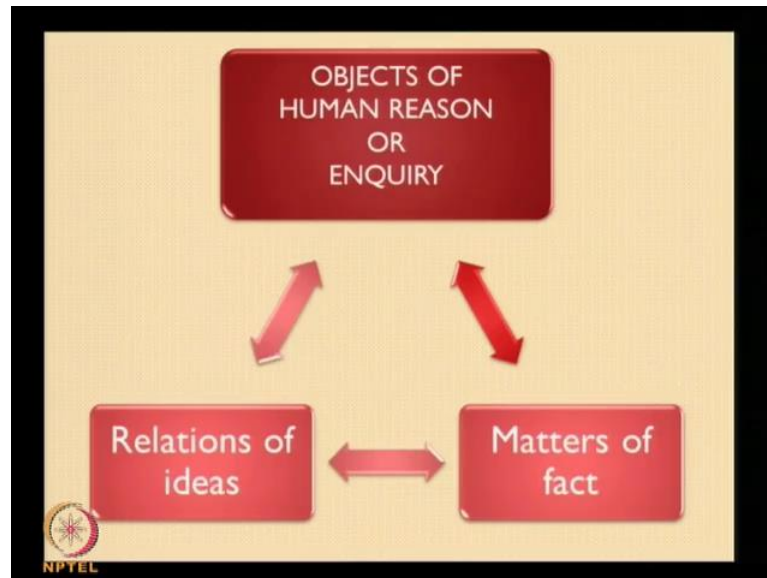 OBJECTS OF
HUMAN REASON
OR
ENQUIRY
Relations of
ideas
Matters of
fact
NPTEL